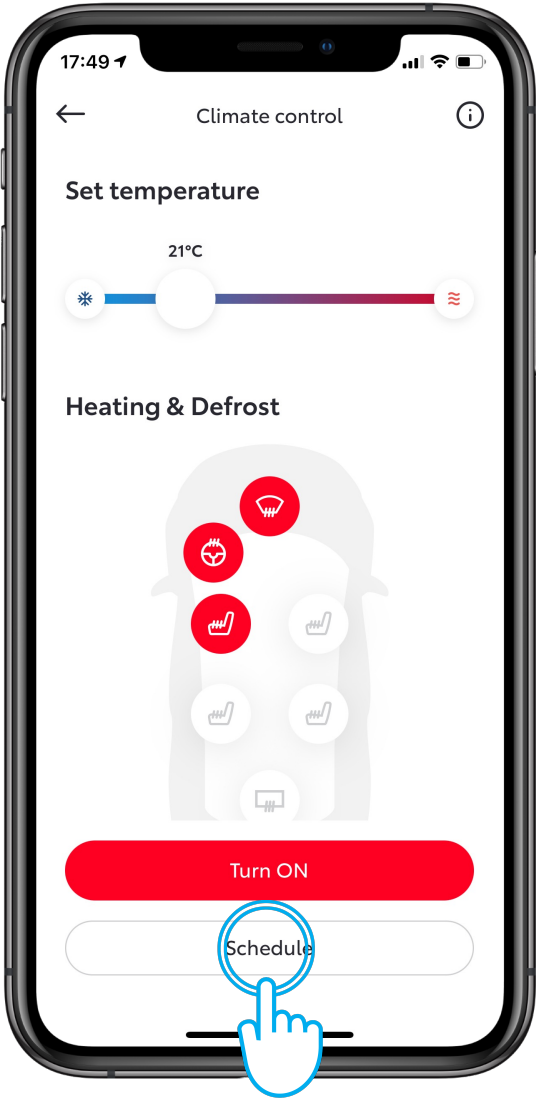 17:49
Climate control
Set temperature
21°C
Heating & Defrost
Turn ON
Schedule